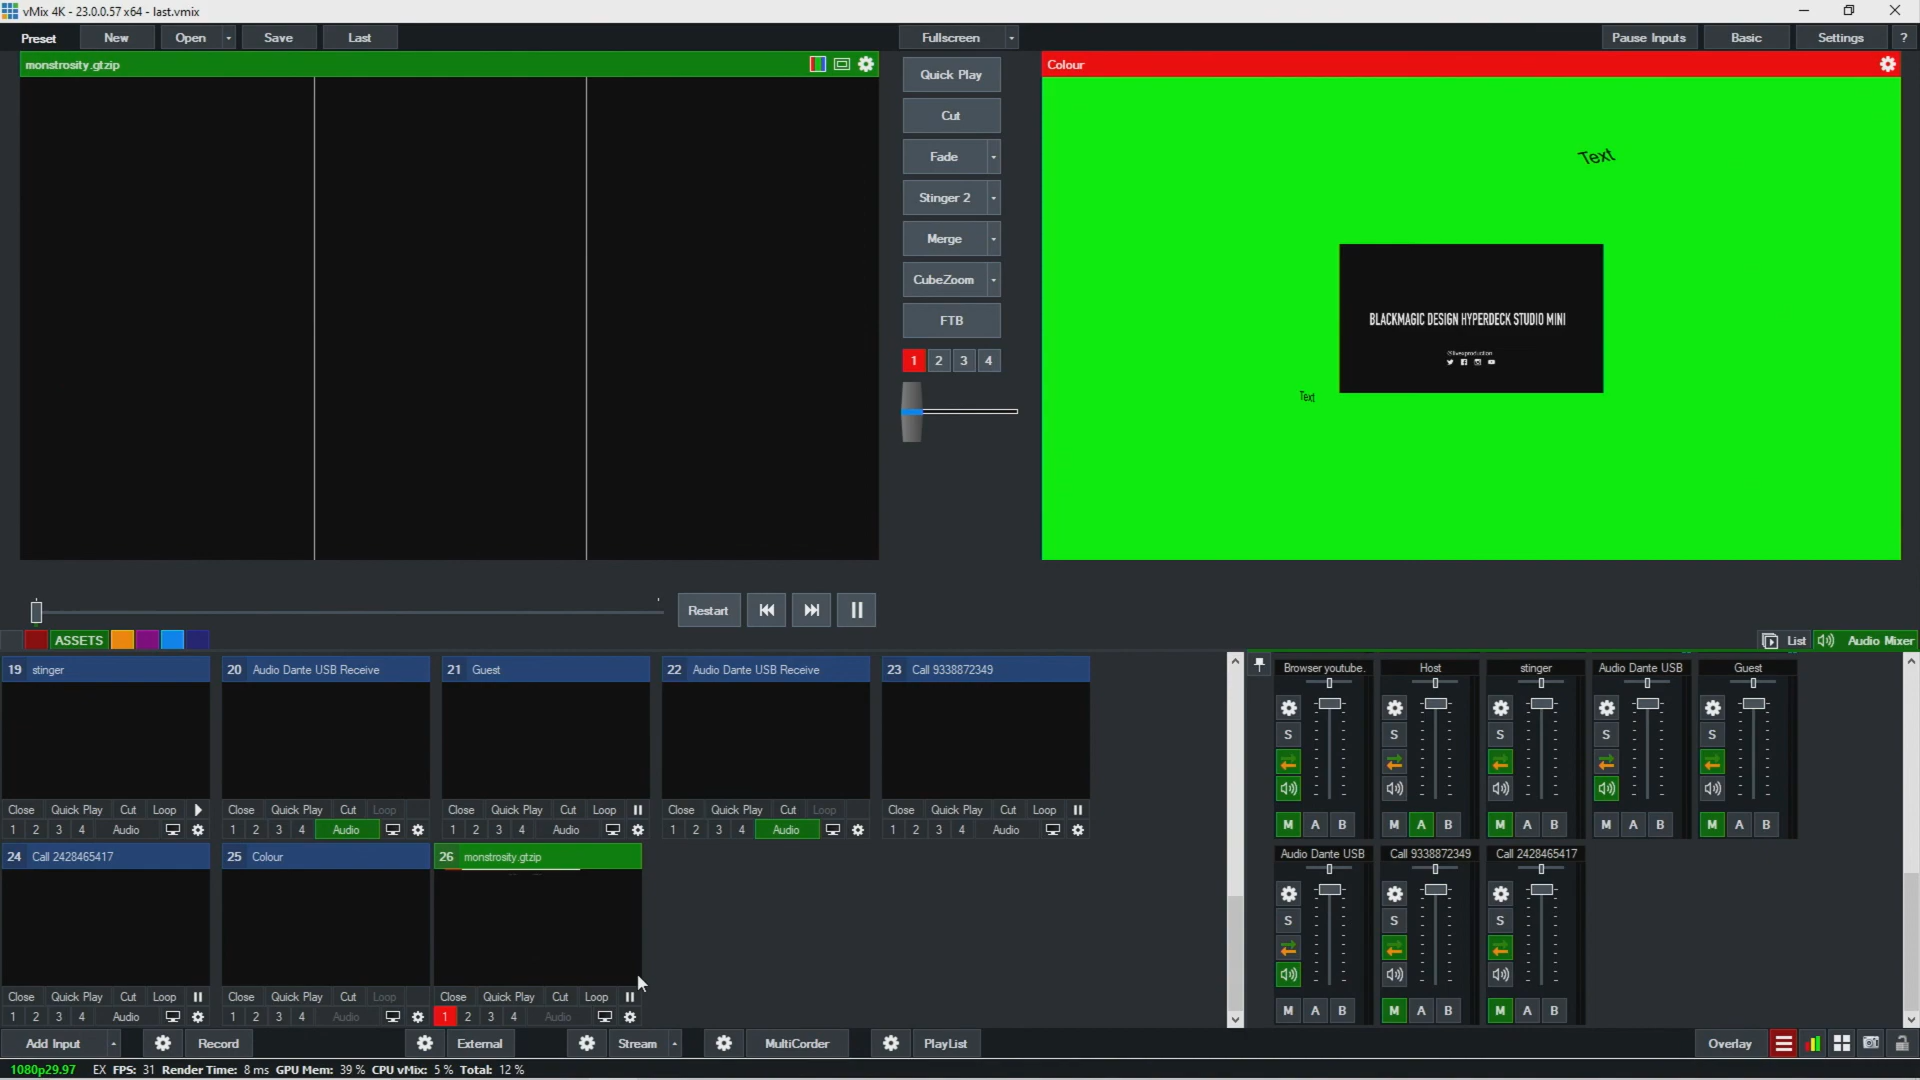 vMix 4K - 23.0.0.57 x64 - last.vmix
Preset New Open Save Last Fullscreen Pause Inputs Basic Settings ?
monstrosity.gtzip
Colour
Quick Play
Cut
Fade
Stinger 2
Merge
CubeZoom
FTB
1 2 3 4
Text
BLACKMAGIC DESIGN HYPERDECK STUDIO MINI
@livexproduction
Text
Restart
ASSETS
List Audio Mixer
19 stinger
20 Audio Dante USB Receive
21 Guest
22 Audio Dante USB Receive
23 Call 9338872349
Close Quick Play Cut Loop
Close Quick Play Cut Loop
Close Quick Play Cut Loop
Close Quick Play Cut Loop
Close Quick Play Cut Loop
1 2 3 4 Audio
1 2 3 4 Audio
1 2 3 4 Audio
1 2 3 4 Audio
1 2 3 4 Audio
24 Call 2428465417
25 Colour
26 monstrosity.gtzip
Close Quick Play Cut Loop
Close Quick Play Cut Loop
Close Quick Play Cut Loop
1 2 3 4 Audio
1 2 3 4 Audio
1 2 3 4 Audio
Browser youtube. Host stinger Audio Dante USB Guest
S S S S S
M A B M A B M A B M A B M A B
Audio Dante USB Call 9338872349 Call 2428465417
S S S
M A B M A B M A B
Add Input Record External Stream MultiCorder PlayList Overlay
1080p29.97 EX FPS: 31 Render Time: 8 ms GPU Mem: 39 % CPU vMix: 5 % Total: 12 %